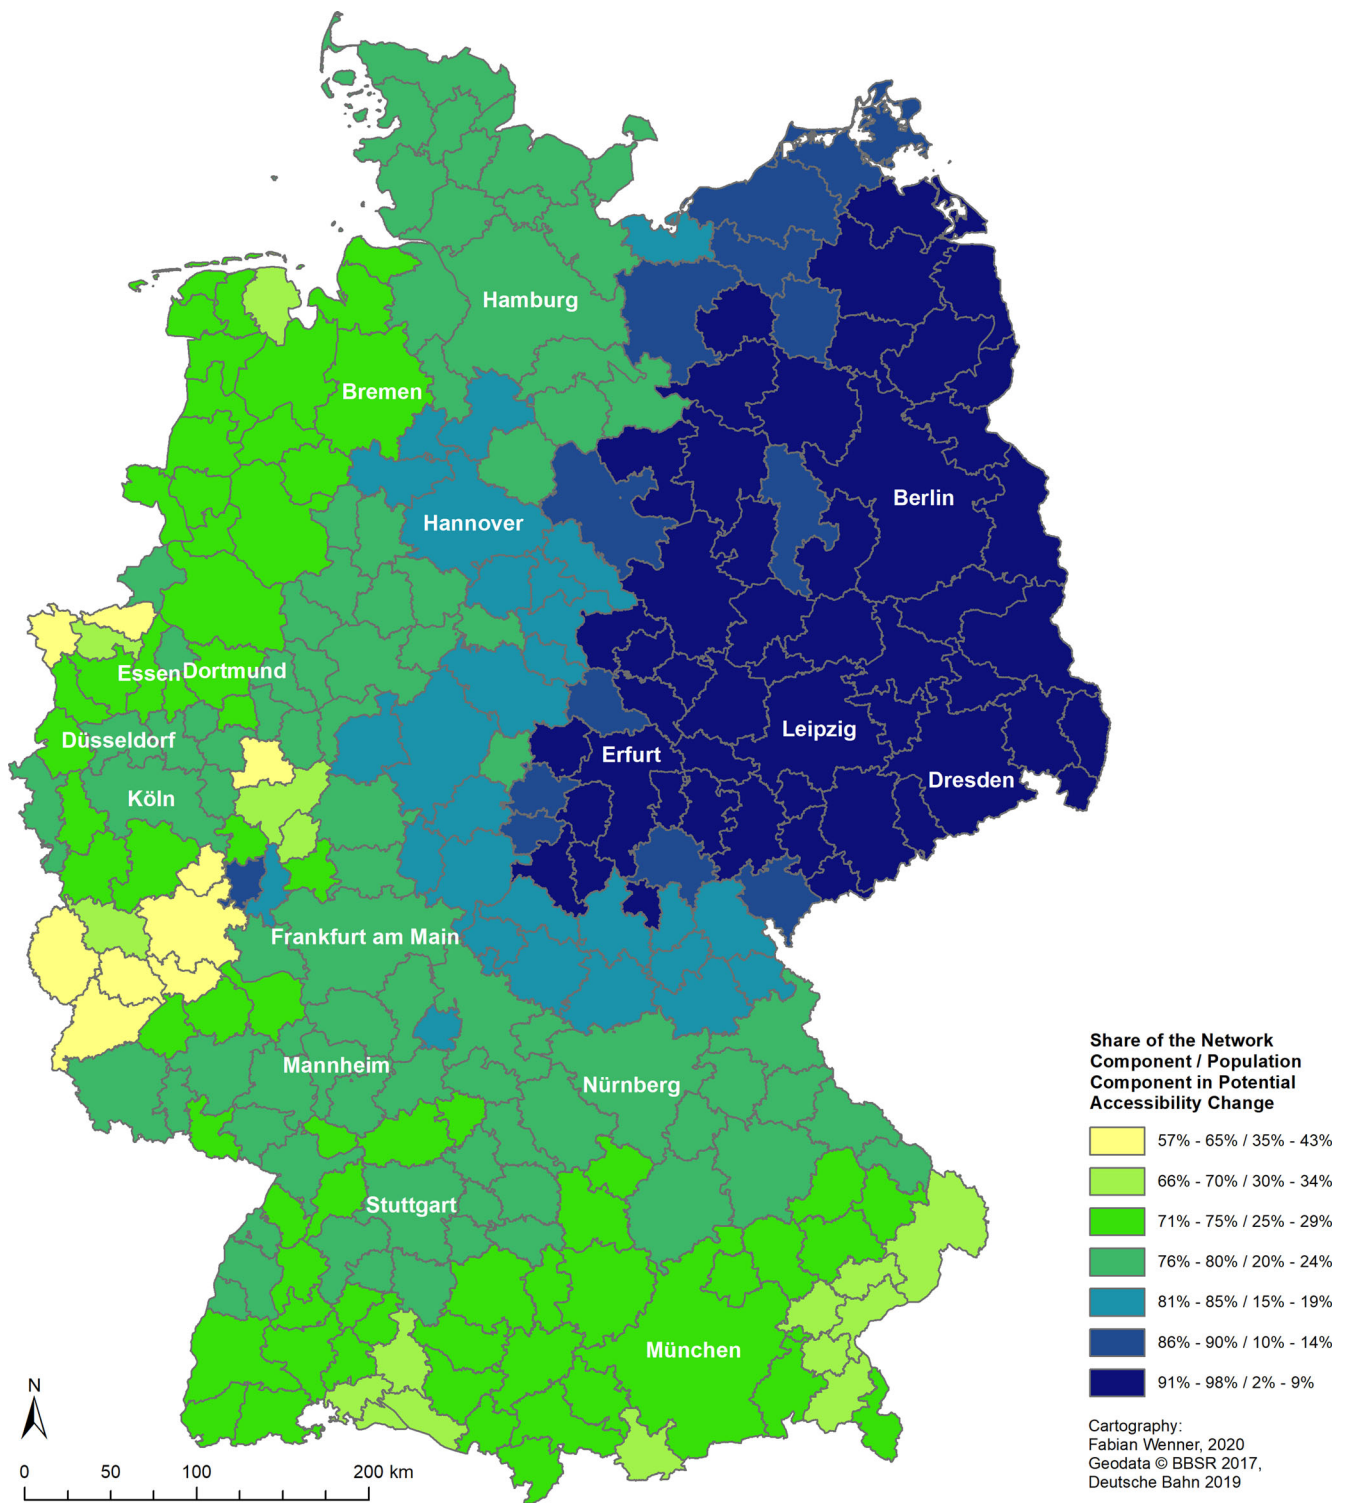 Hamburg
Bremen
Berlin
Hannover
Essen
Dortmund
Leipzig
Düsseldorf
Erfurt
Dresden
Köln
Frankfurt am Main
Mannheim
Nürnberg
Stuttgart
München
Share of the Network
Component / Population
Component in Potential
Accessibility Change
57% - 65% / 35% - 43%
66% - 70% / 30% - 34%
71% - 75% / 25% - 29%
76% - 80% / 20% - 24%
81% - 85% / 15% - 19%
86% - 90% / 10% - 14%
91% - 98% / 2% - 9%
Cartography:
Fabian Wenner, 2020
Geodata © BBSR 2017,
Deutsche Bahn 2019
N
0 50 100 200 km